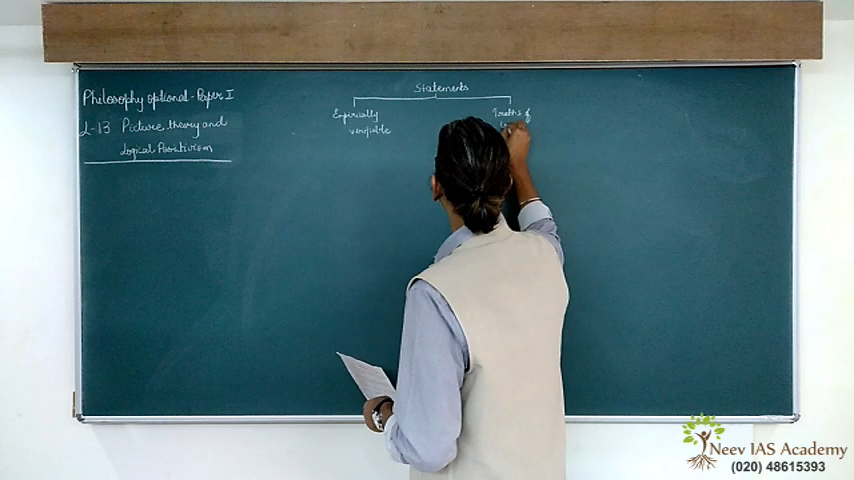 Philosophy optional - Paper I
L-13 Picture theory and
Logical Positivism
Statements
Empirically
verifiable
Truths of
Neev IAS Academy
(020) 48615393